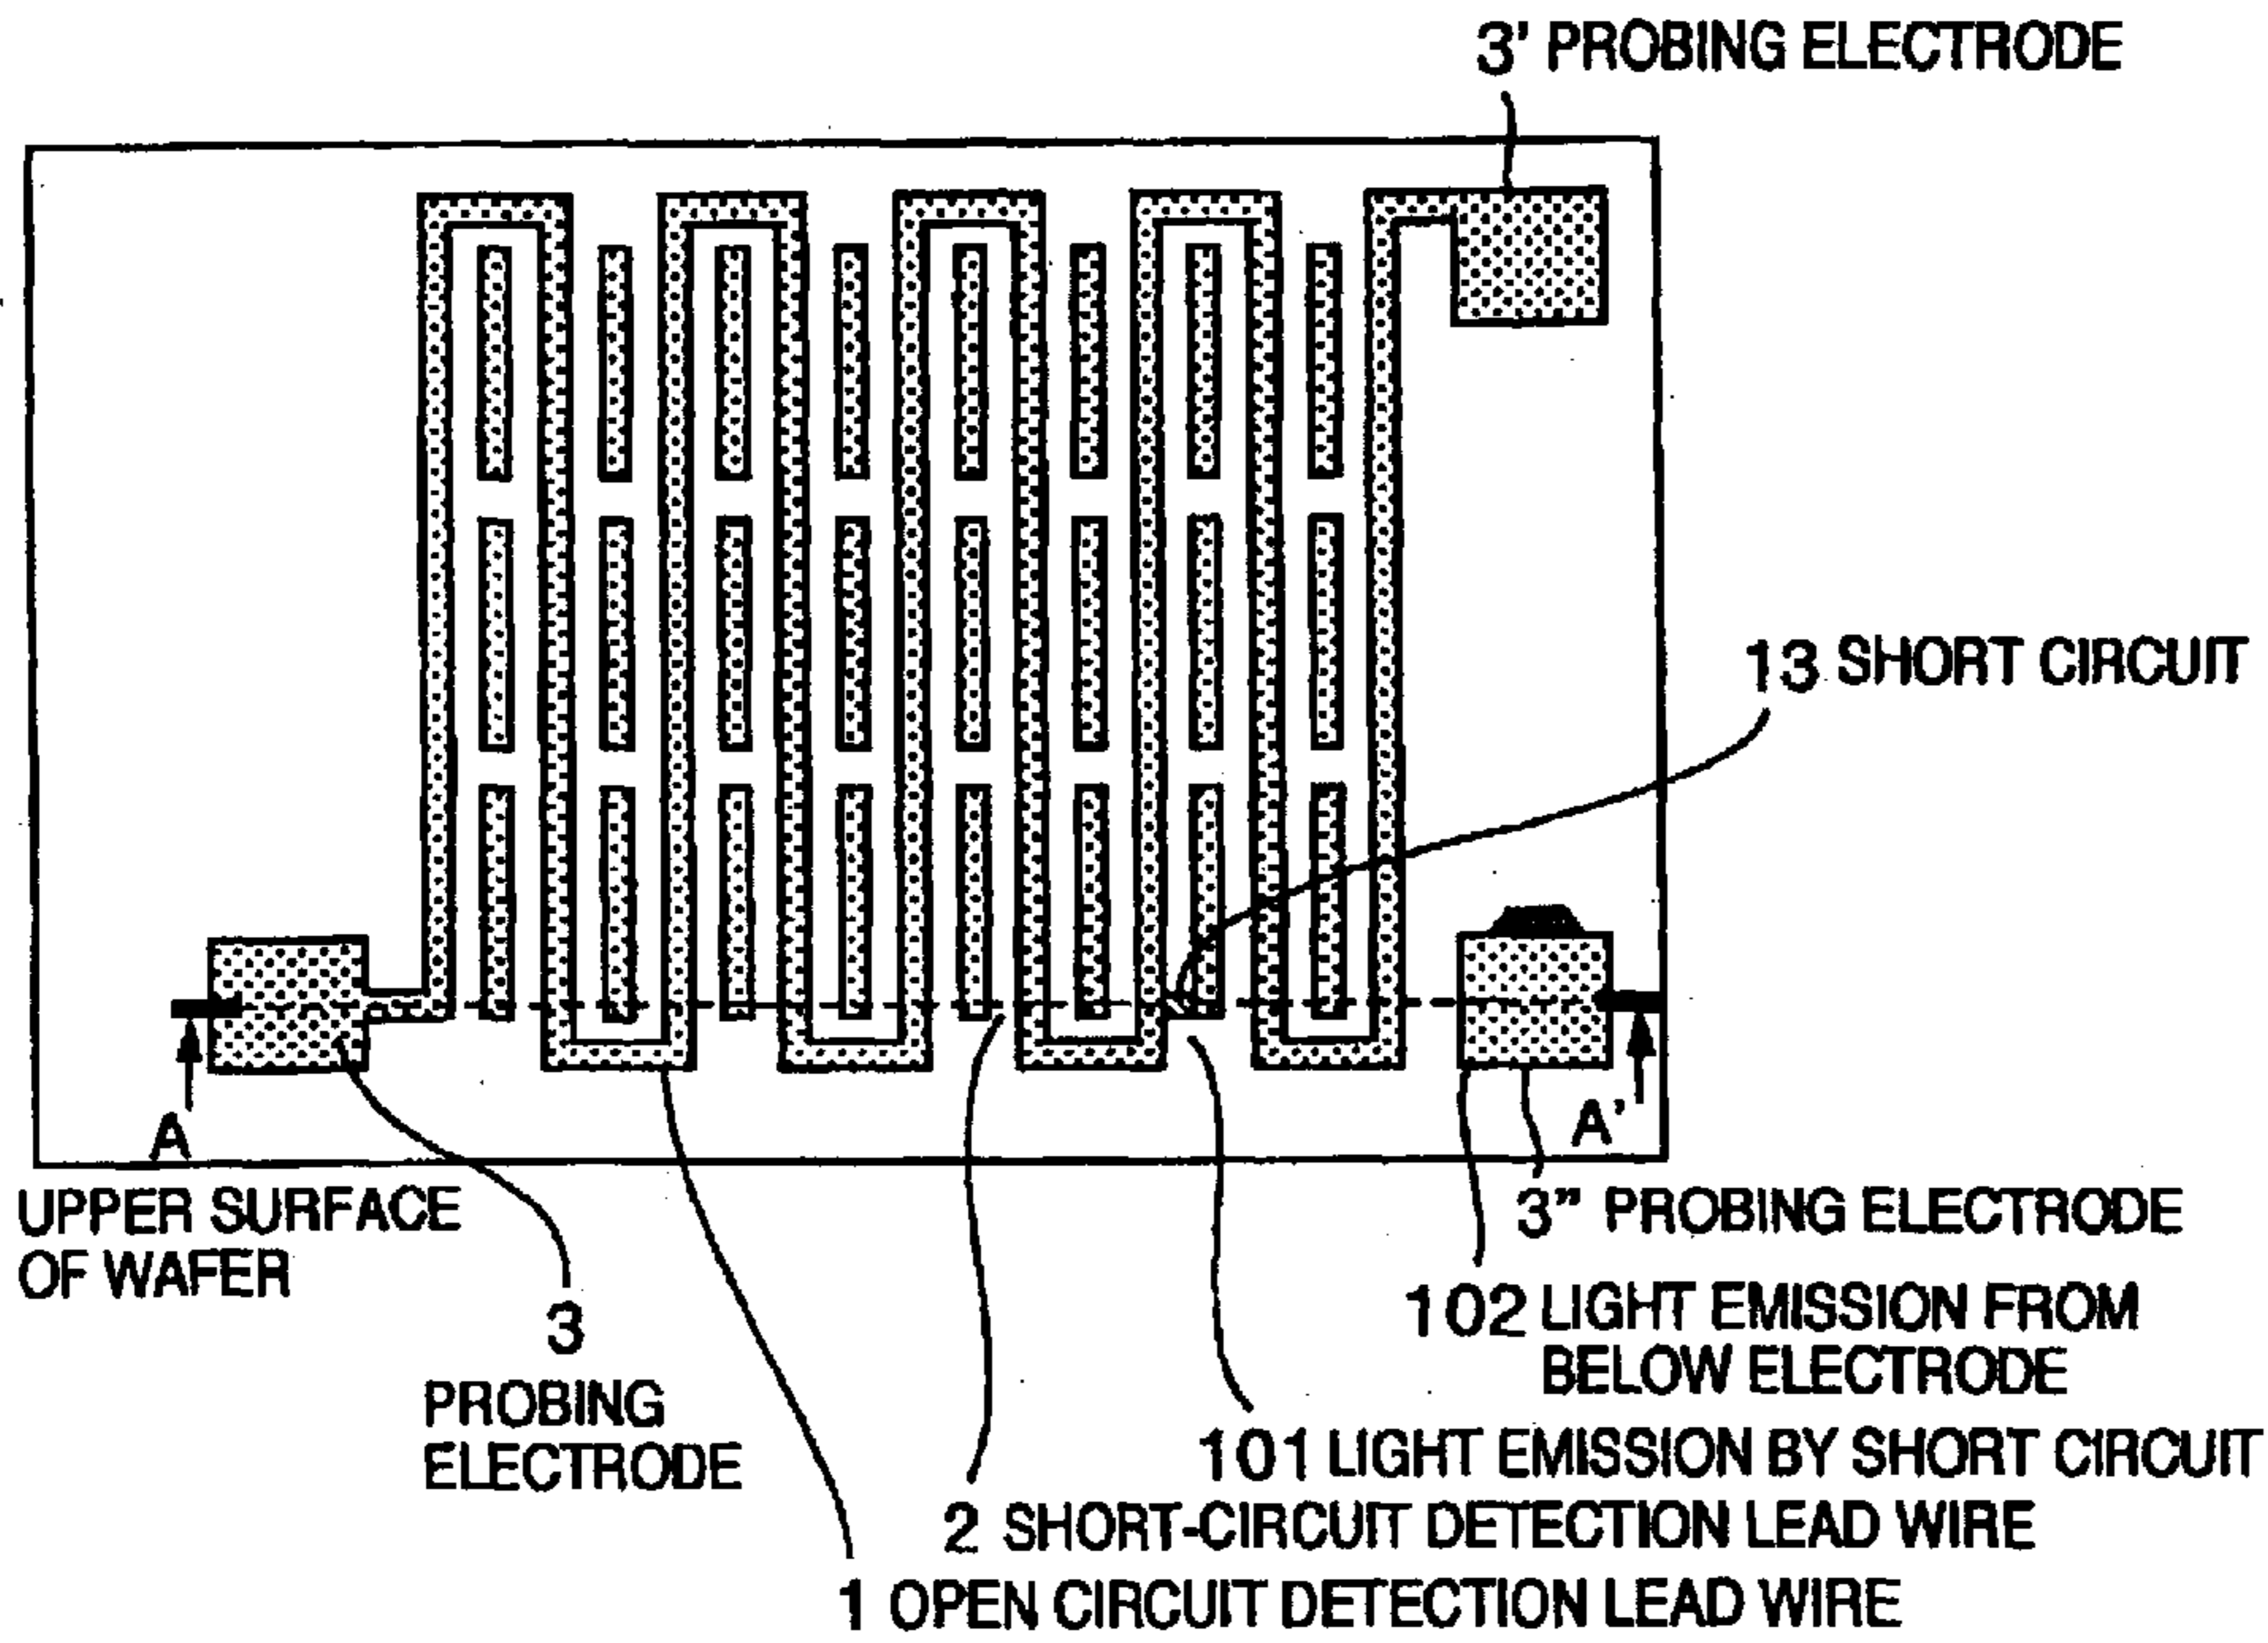 3' PROBING ELECTRODE
13 SHORT CIRCUIT
A
A'
UPPER SURFACE
OF WAFER
3" PROBING ELECTRODE
3
PROBING
ELECTRODE
102 LIGHT EMISSION FROM
BELOW ELECTRODE
101 LIGHT EMISSION BY SHORT CIRCUIT
2 SHORT-CIRCUIT DETECTION LEAD WIRE
1 OPEN CIRCUIT DETECTION LEAD WIRE